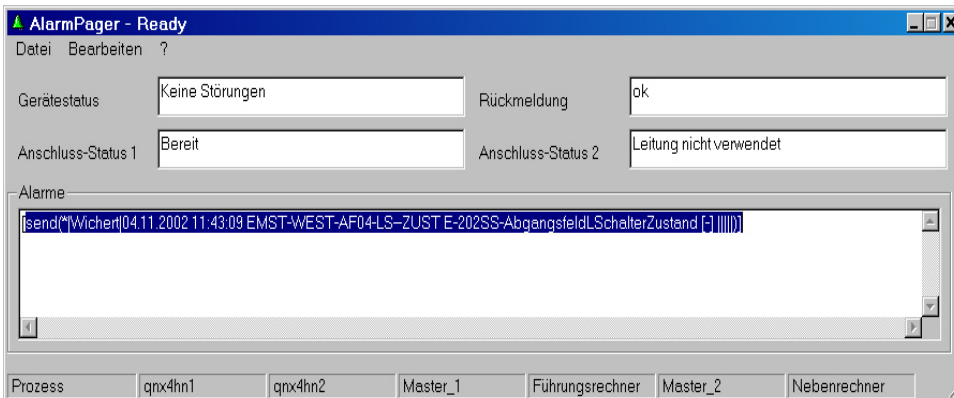 AlarmPager - Ready
Datei Bearbeiten ?
Gerätestatus Keine Störungen Rückmeldung ok
Anschluss-Status 1 Bereit Anschluss-Status 2 Leitung nicht verwendet
Alarme
[send(*|Wichert|04.11.2002 11:43:09 EMST-WEST-AF04-LS--ZUST E-202SS-AbgangsfeldLSchalterZustand [-] |||||)]
Prozess qnx4hn1 qnx4hn2 Master_1 Führungsrechner Master_2 Nebenrechner